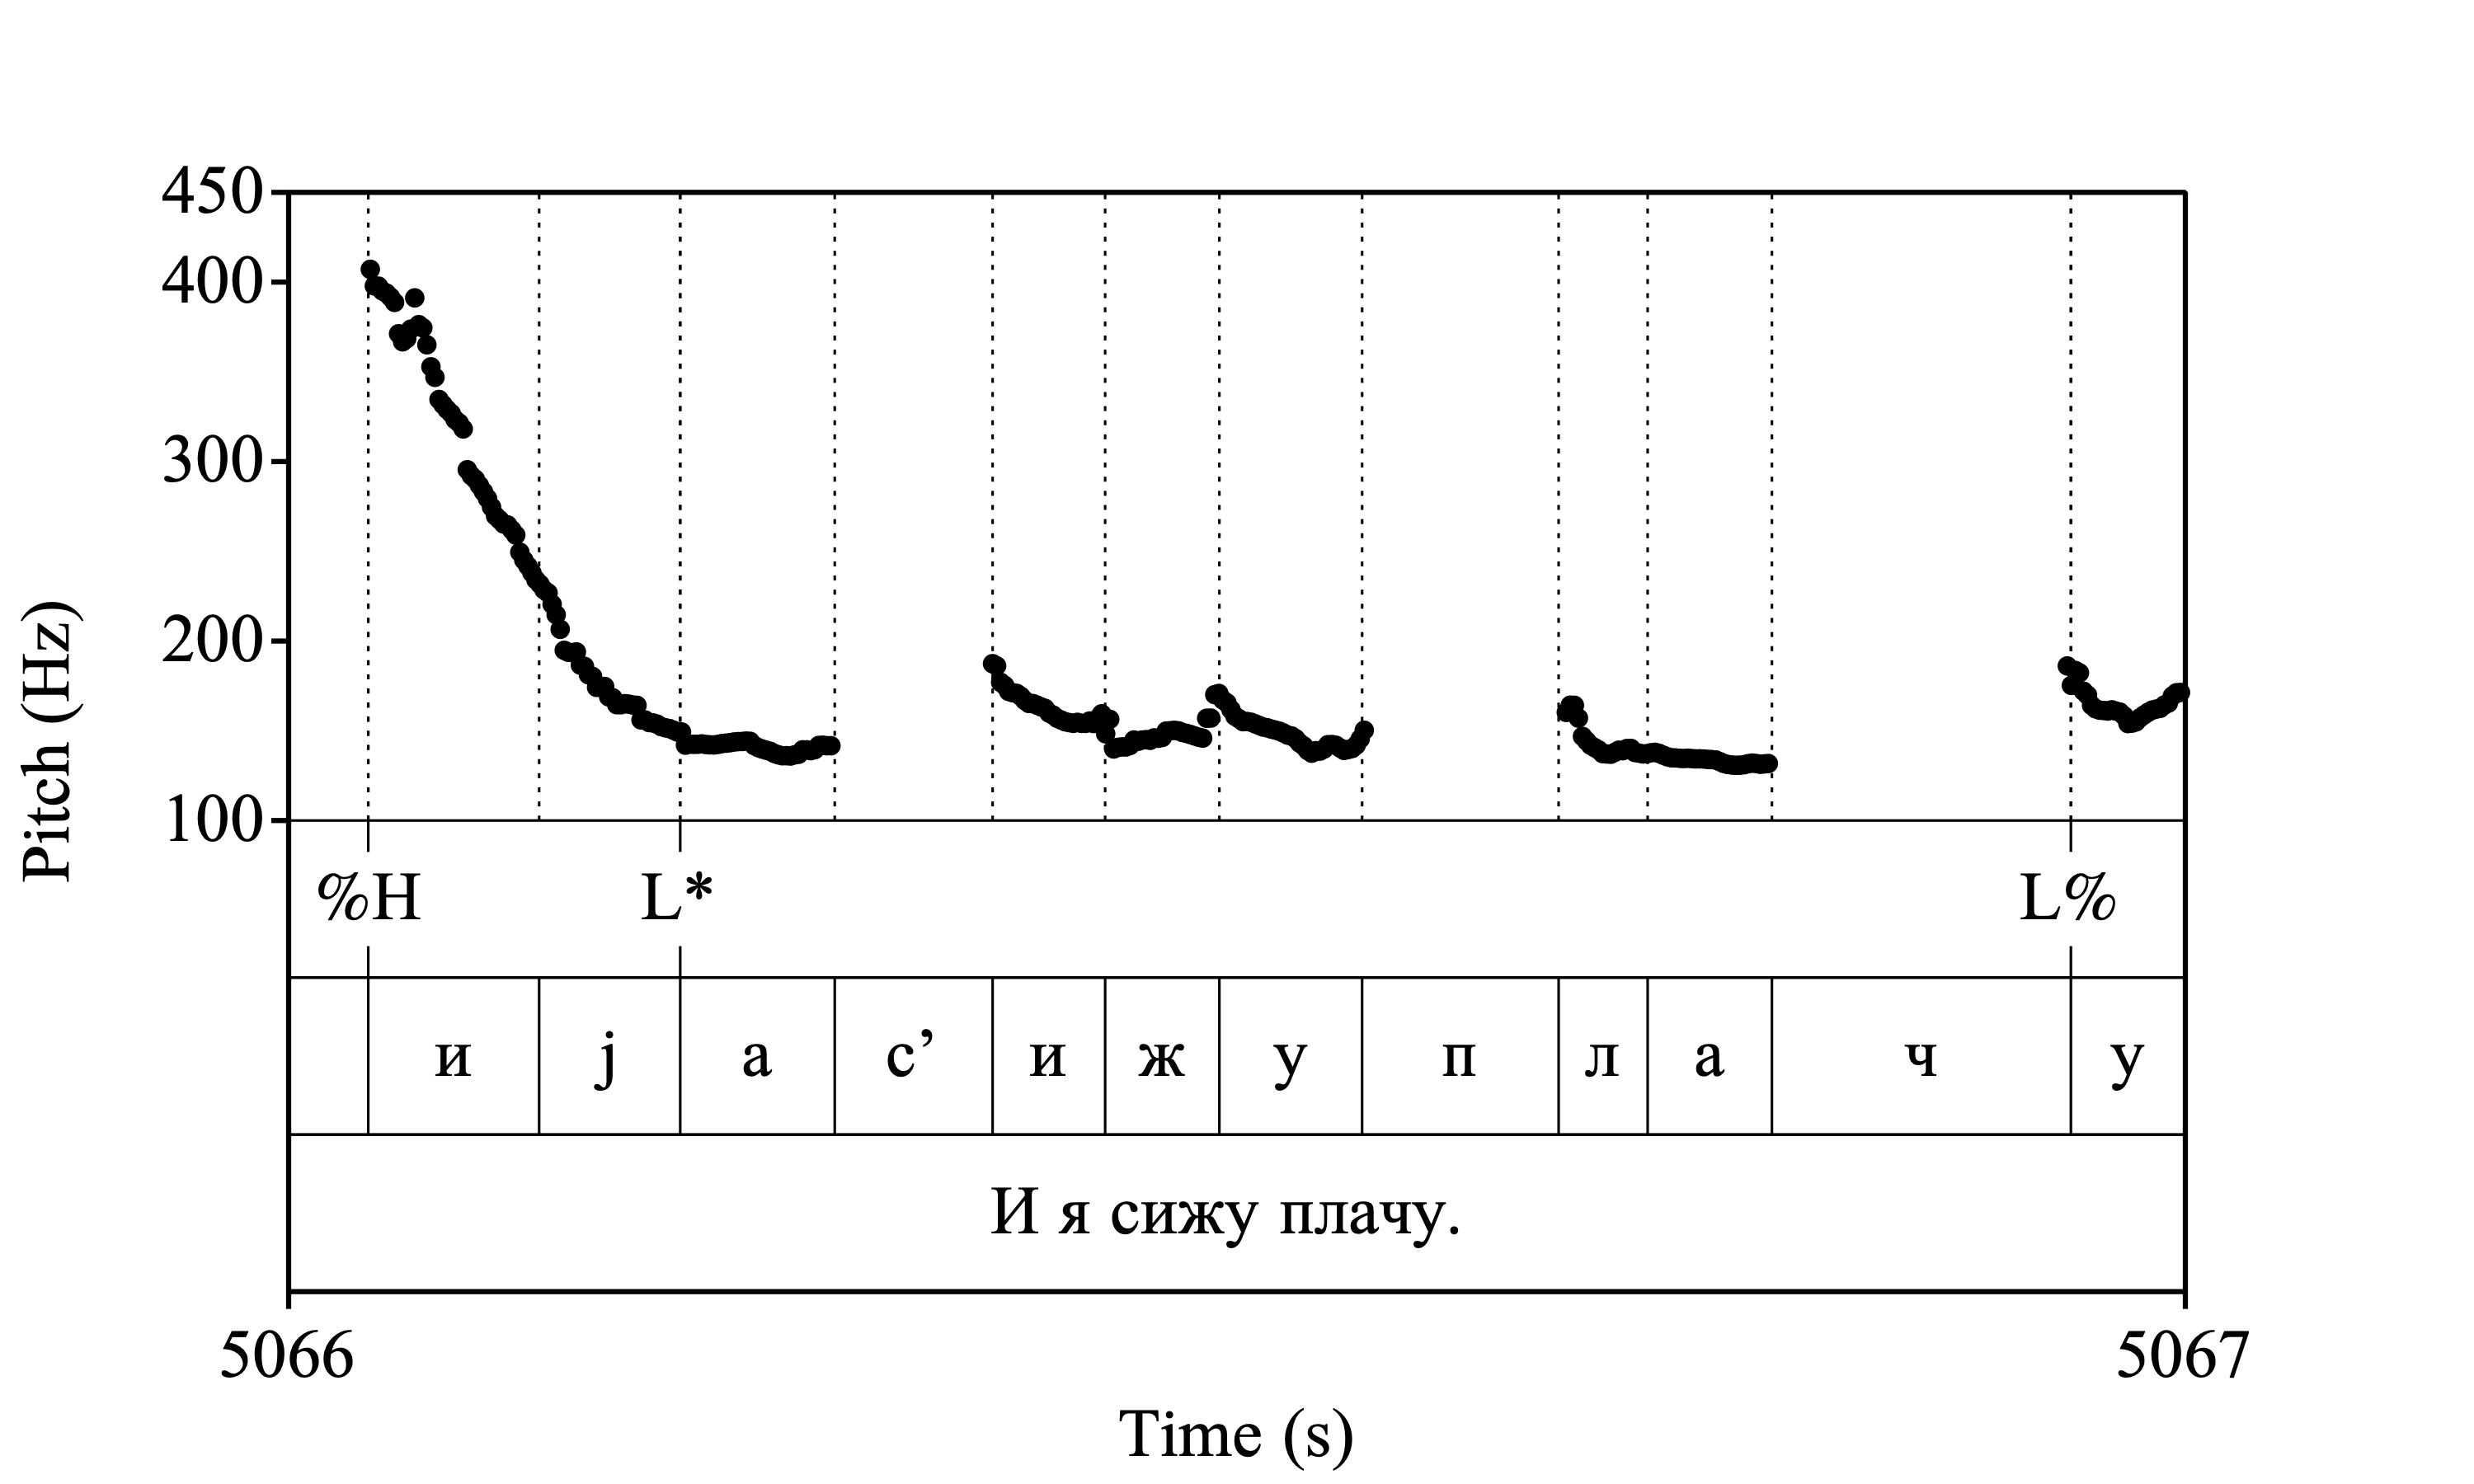 450
400
300
200
100
Pitch (Hz)
%H L* L%
и j а с’ и ж у п л а ч у
И я сижу плачу.
5066 5067
Time (s)